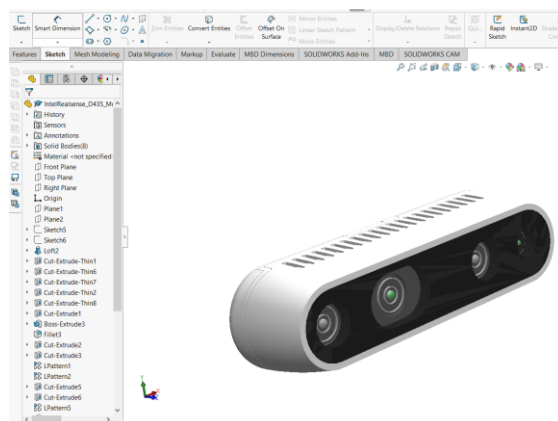 Sketch Smart Dimension Trim Entities Convert Entities Offset Entities Offset On Surface Mirror Entities Display/Delete Relations Repair Sketch Qui... Rapid Sketch Instant2D
Linear Sketch Pattern
Move Entities
Features Sketch Mesh Modeling Data Migration Markup Evaluate MBD Dimensions SOLIDWORKS Add-Ins MBD SOLIDWORKS CAM
IntelRealsense_D435_Mu
History
Sensors
Annotations
Solid Bodies(8)
Material <not specified
Front Plane
Top Plane
Right Plane
Origin
Plane1
Plane2
Sketch5
Sketch6
Loft2
Cut-Extrude-Thin1
Cut-Extrude-Thin6
Cut-Extrude-Thin7
Cut-Extrude-Thin2
Cut-Extrude-Thin8
Cut-Extrude1
Boss-Extrude3
Fillet3
Cut-Extrude2
Cut-Extrude3
LPattern1
LPattern2
Cut-Extrude5
Cut-Extrude6
LPattern5